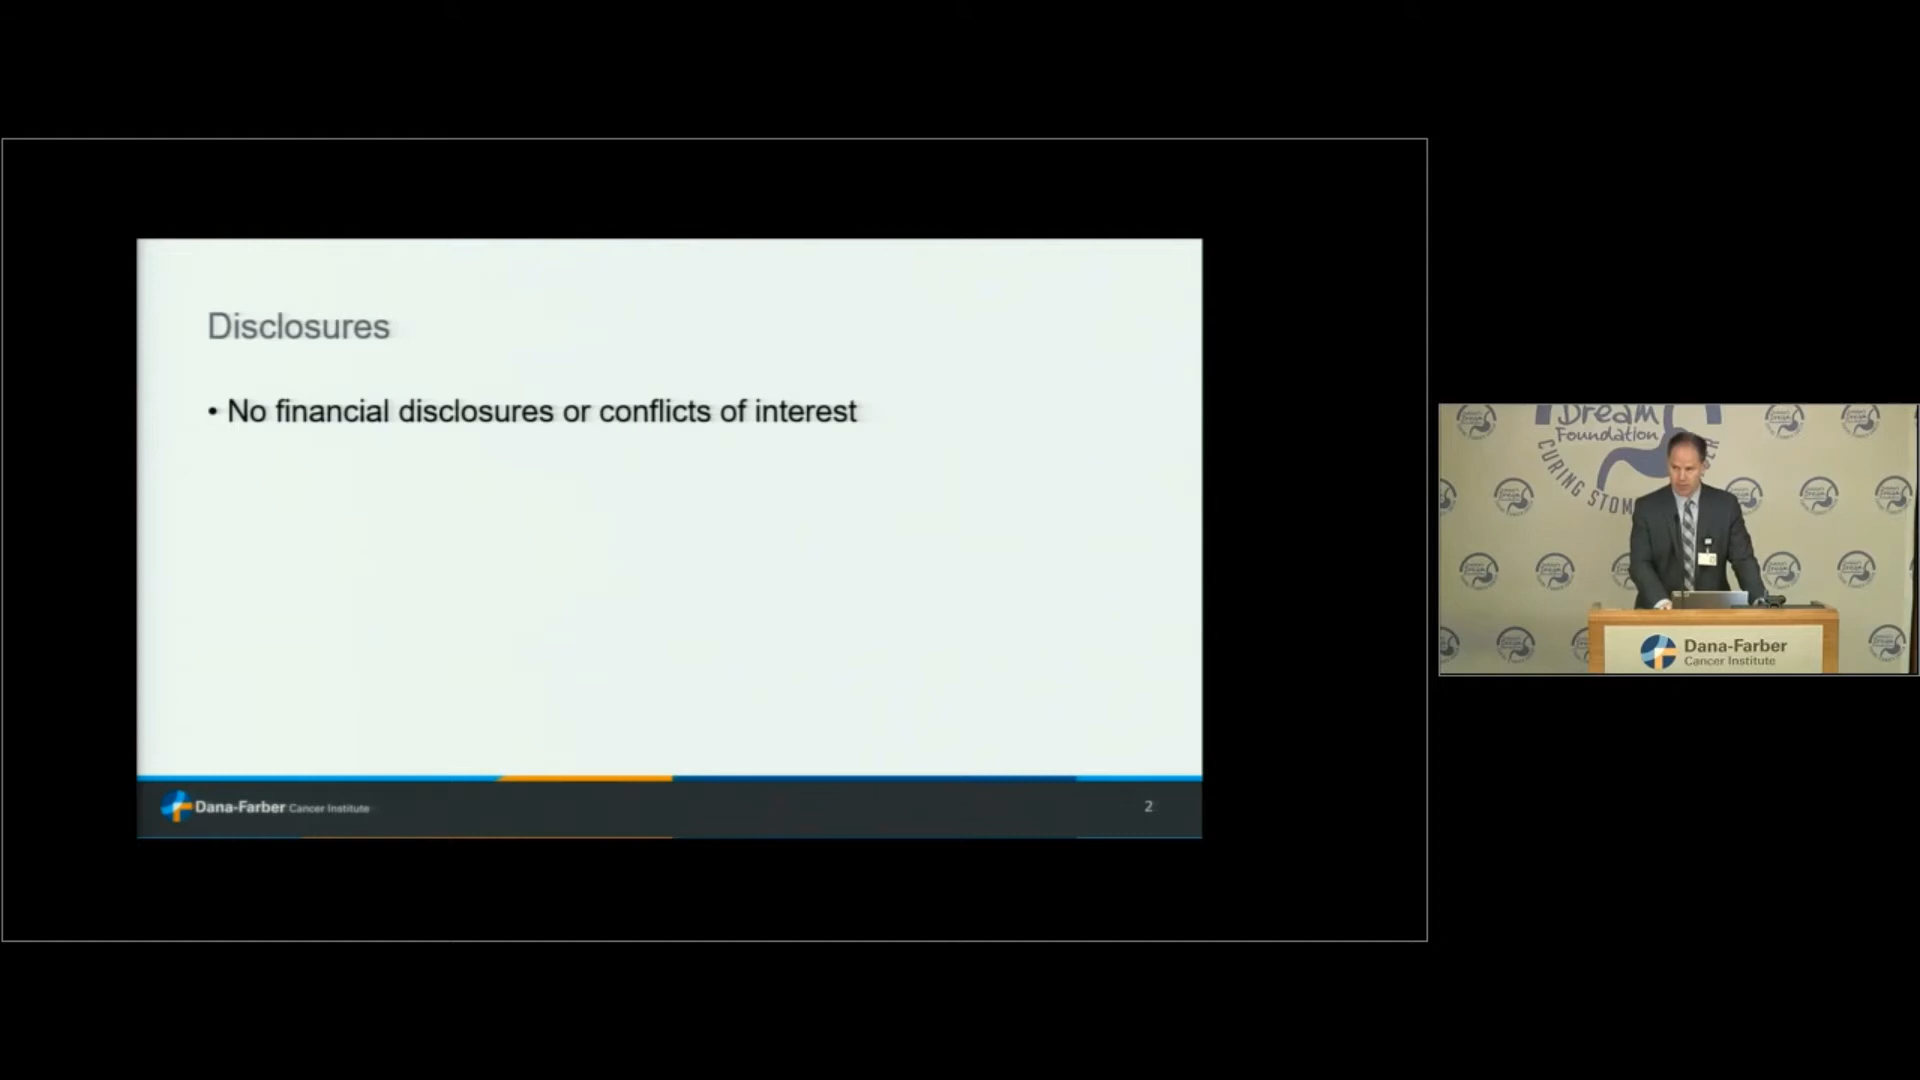 Disclosures
• No financial disclosures or conflicts of interest
Dana-Farber Cancer Institute
2
Dream
Foundation
CURING STOM
Dana-Farber
Cancer Institute